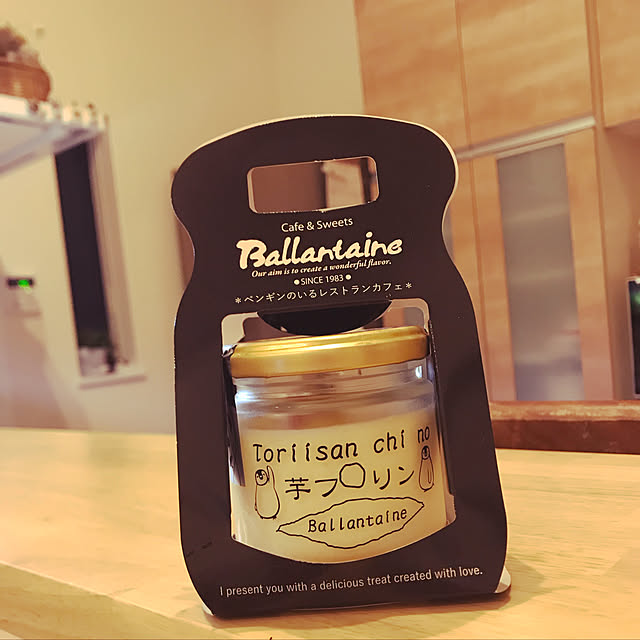 Cafe & Sweets
Ballantaine
Our aim is to create a wonderful flavor.
●SINCE 1983●
＊ペンギンのいるレストランカフェ＊
Toriisan chi no
芋プリン
Ballantaine
I present you with a delicious treat created with love.